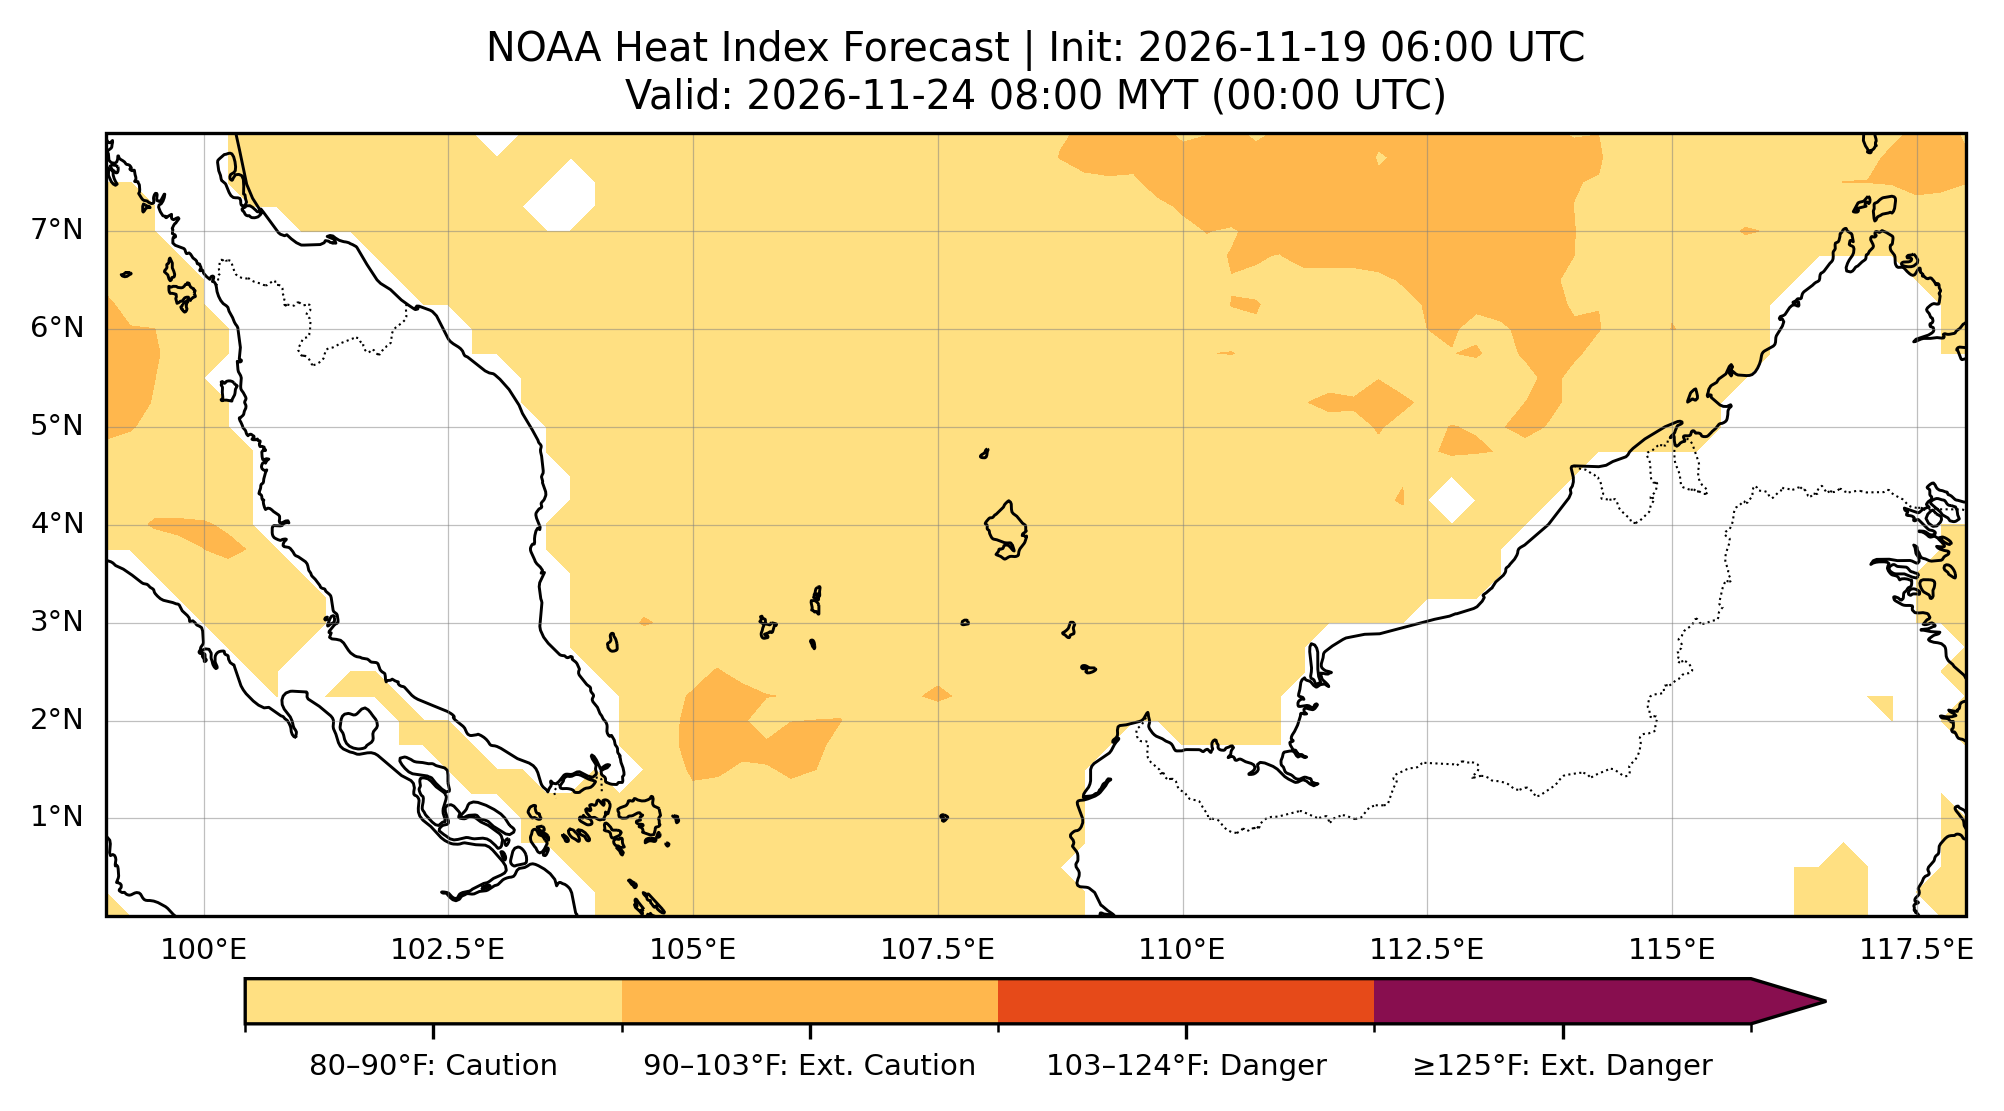 NOAA Heat Index Forecast | Init: 2026-11-19 06:00 UTC
Valid: 2026-11-24 08:00 MYT (00:00 UTC)
7°N
6°N
5°N
4°N
3°N
2°N
1°N
100°E 102.5°E 105°E 107.5°E 110°E 112.5°E 115°E 117.5°E
80–90°F: Caution 90–103°F: Ext. Caution 103–124°F: Danger ≥125°F: Ext. Danger